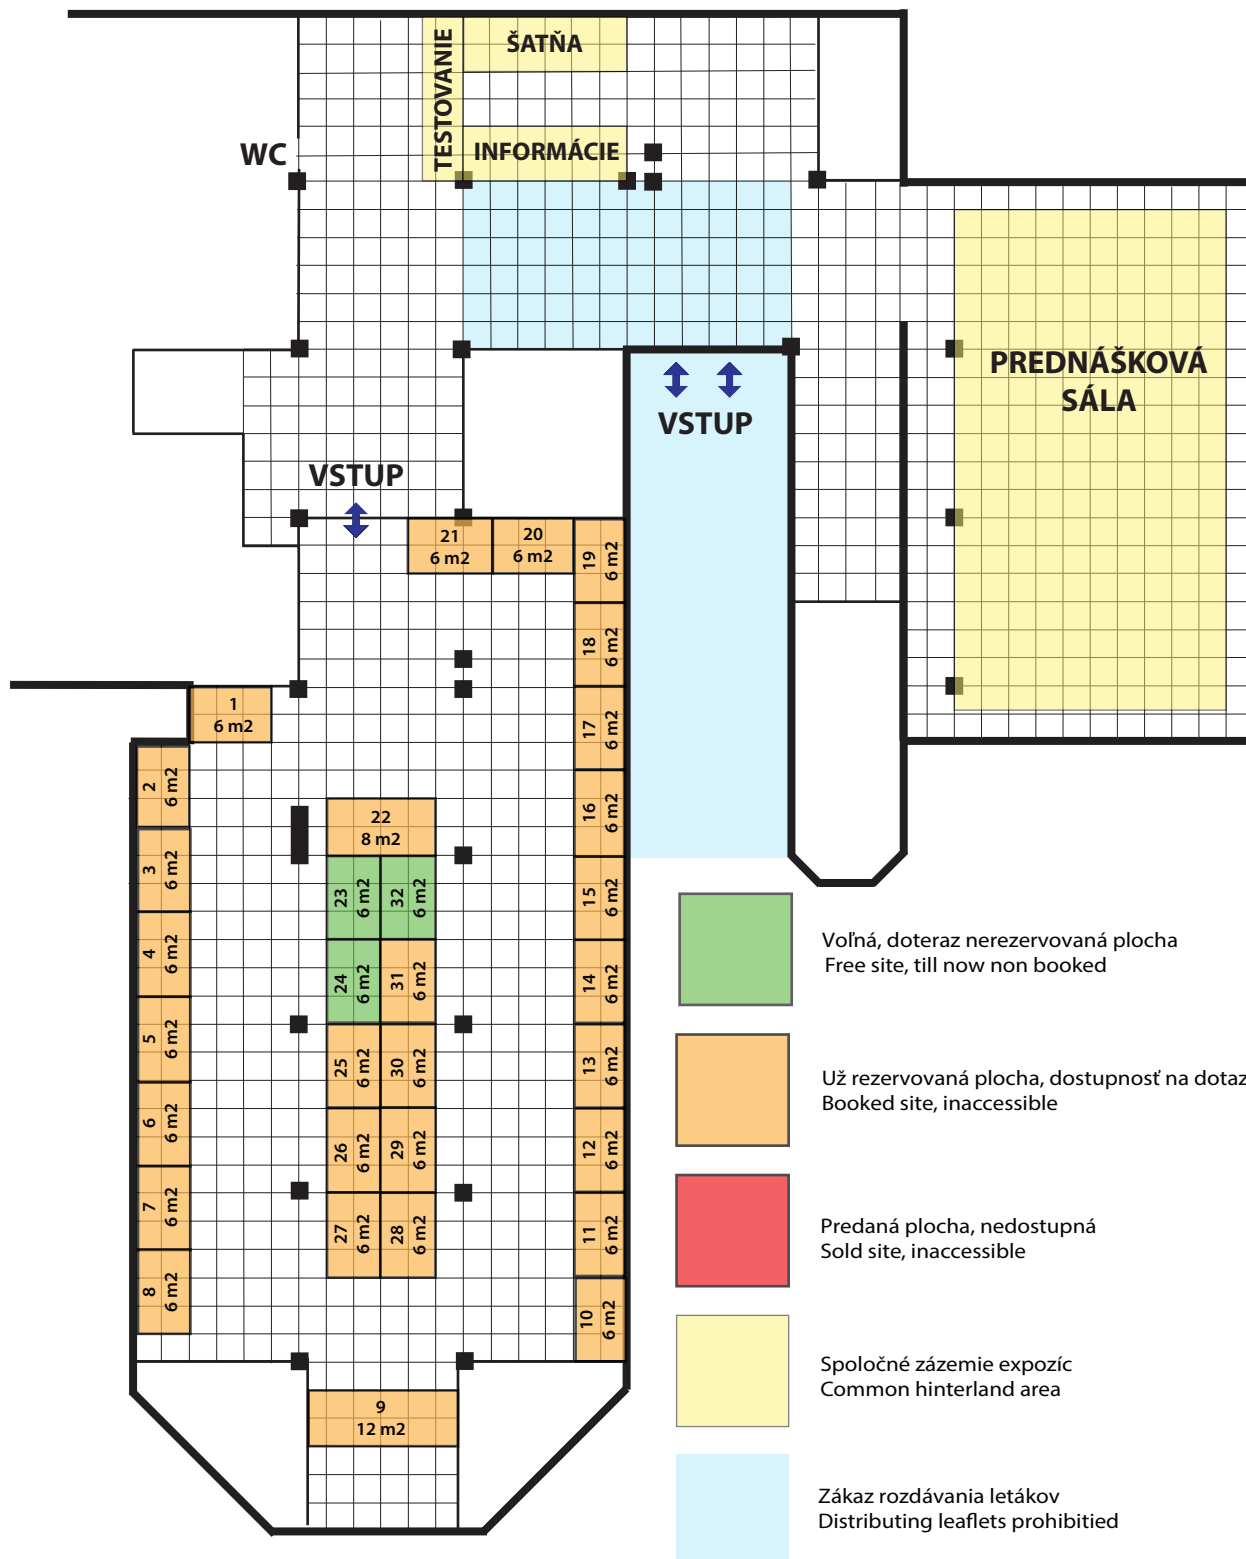 ŠATŇA
TESTOVANIE
INFORMÁCIE
WC
PREDNÁŠKOVÁ
SÁLA
VSTUP
VSTUP
21
6 m2
20
6 m2
19
6 m2
18
6 m2
17
6 m2
16
6 m2
15
6 m2
14
6 m2
13
6 m2
12
6 m2
11
6 m2
10
6 m2
1
6 m2
2
6 m2
3
6 m2
4
6 m2
5
6 m2
6
6 m2
7
6 m2
8
6 m2
22
8 m2
23
6 m2
32
6 m2
24
6 m2
31
6 m2
25
6 m2
30
6 m2
26
6 m2
29
6 m2
27
6 m2
28
6 m2
9
12 m2
Voľná, doteraz nerezervovaná plocha
Free site, till now non booked
Už rezervovaná plocha, dostupnosť na dotaz
Booked site, inaccessible
Predaná plocha, nedostupná
Sold site, inaccessible
Spoločné zázemie expozíc
Common hinterland area
Zákaz rozdávania letákov
Distributing leaflets prohibitied